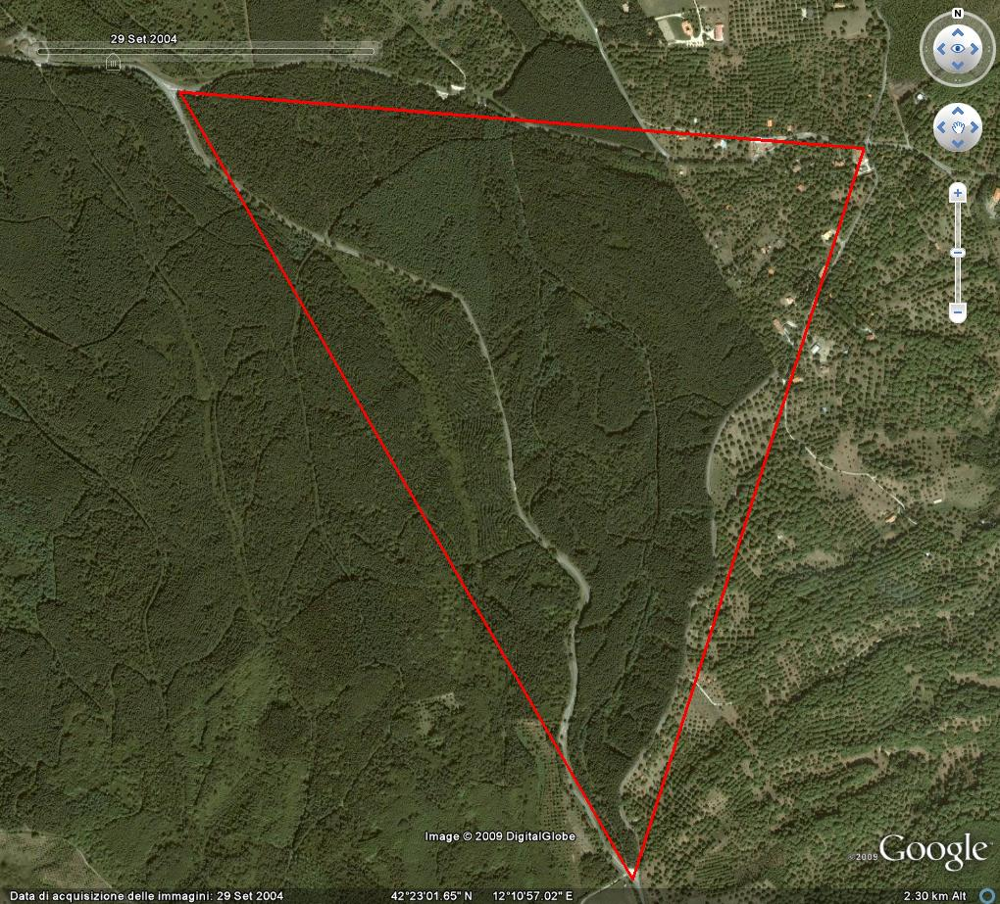 N
29 Set 2004
Image © 2009 DigitalGlobe
©2009 Google
Data di acquisizione delle immagini: 29 Set 2004 42°23'01.65" N 12°10'57.02" E 2.30 km Alt